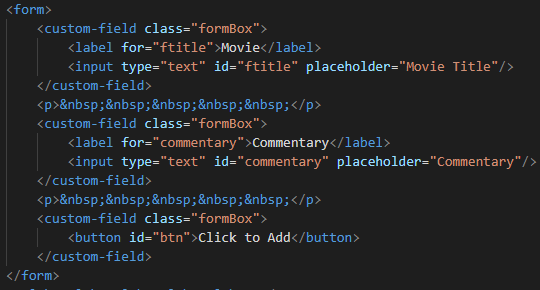 <form>
<custom-field class="formBox">
<label for="ftitle">Movie</label>
<input type="text" id="ftitle" placeholder="Movie Title"/>
</custom-field>
<p>&nbsp;&nbsp;&nbsp;&nbsp;&nbsp;</p>
<custom-field class="formBox">
<label for="commentary">Commentary</label>
<input type="text" id="commentary" placeholder="Commentary"/>
</custom-field>
<p>&nbsp;&nbsp;&nbsp;&nbsp;&nbsp;</p>
<custom-field class="formBox">
<button id="btn">Click to Add</button>
</custom-field>
</form>